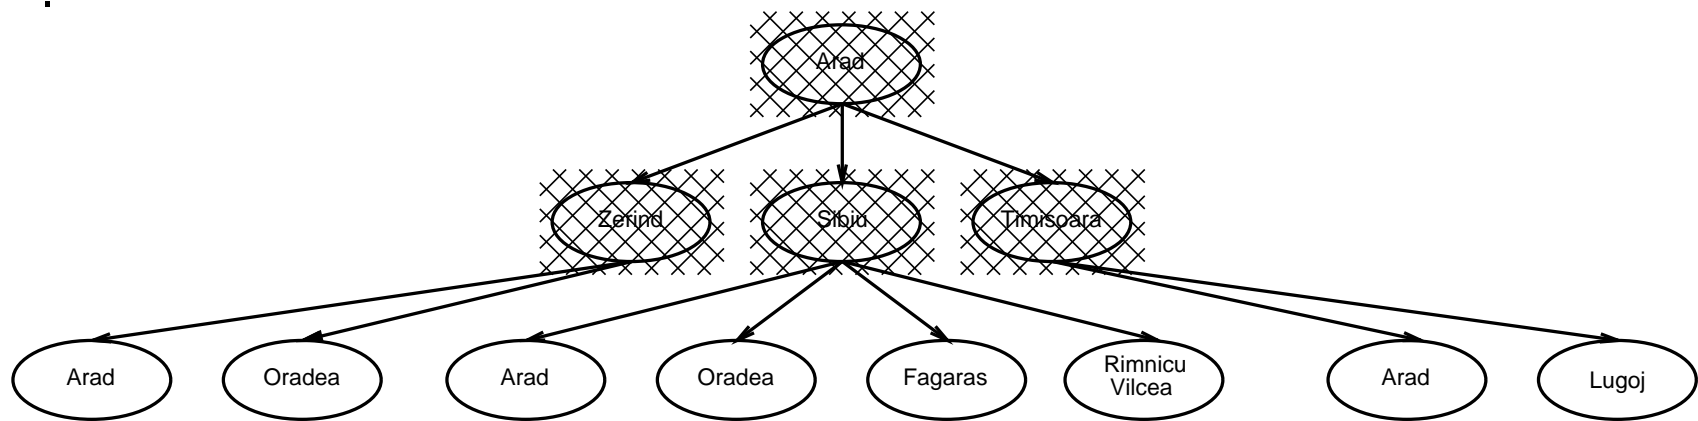 Arad
Zerind
Sibiu
Timisoara
Arad
Oradea
Arad
Oradea
Fagaras
Rimnicu
Vilcea
Arad
Lugoj